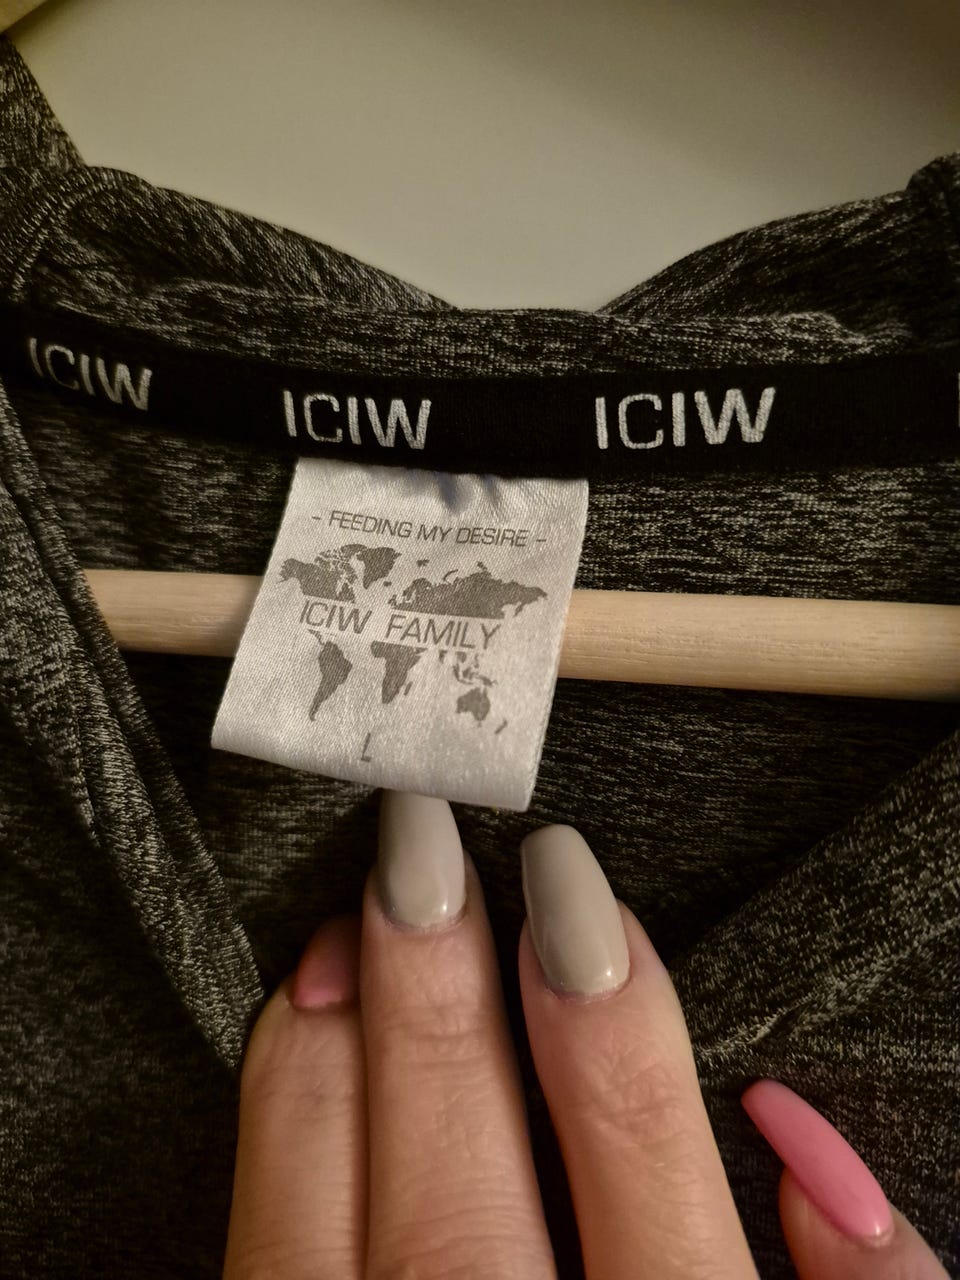 ICIW ICIW ICIW
- FEEDING MY DESIRE -
ICIW FAMILY
L